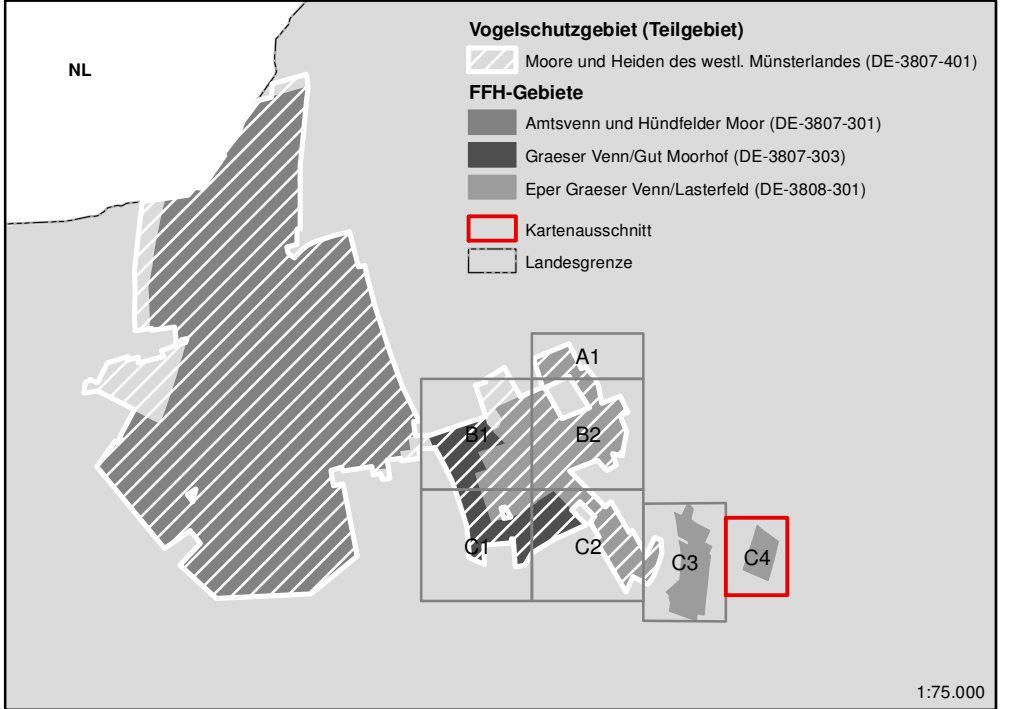 Vogelschutzgebiet (Teilgebiet)
NL
Moore und Heiden des westl. Münsterlandes (DE-3807-401)
FFH-Gebiete
Amtsvenn und Hündfelder Moor (DE-3807-301)
Graeser Venn/Gut Moorhof (DE-3807-303)
Eper Graeser Venn/Lasterfeld (DE-3808-301)
Kartenausschnitt
Landesgrenze
A1
B1
B2
C1
C2
C3
C4
1:75.000